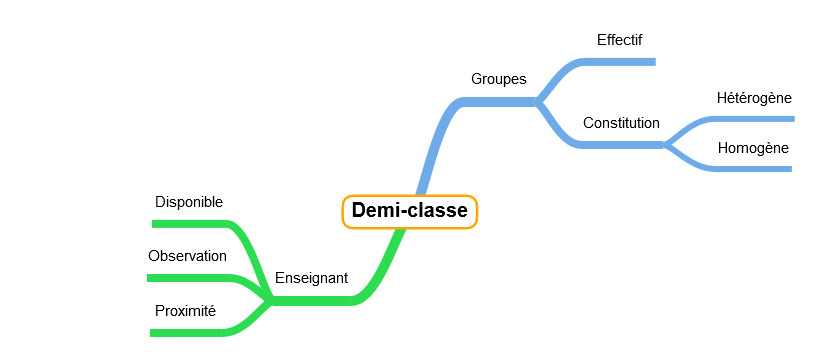 Effectif
Groupes
Hétérogène
Constitution
Homogène
Disponible
Demi-classe
Observation
Enseignant
Proximité